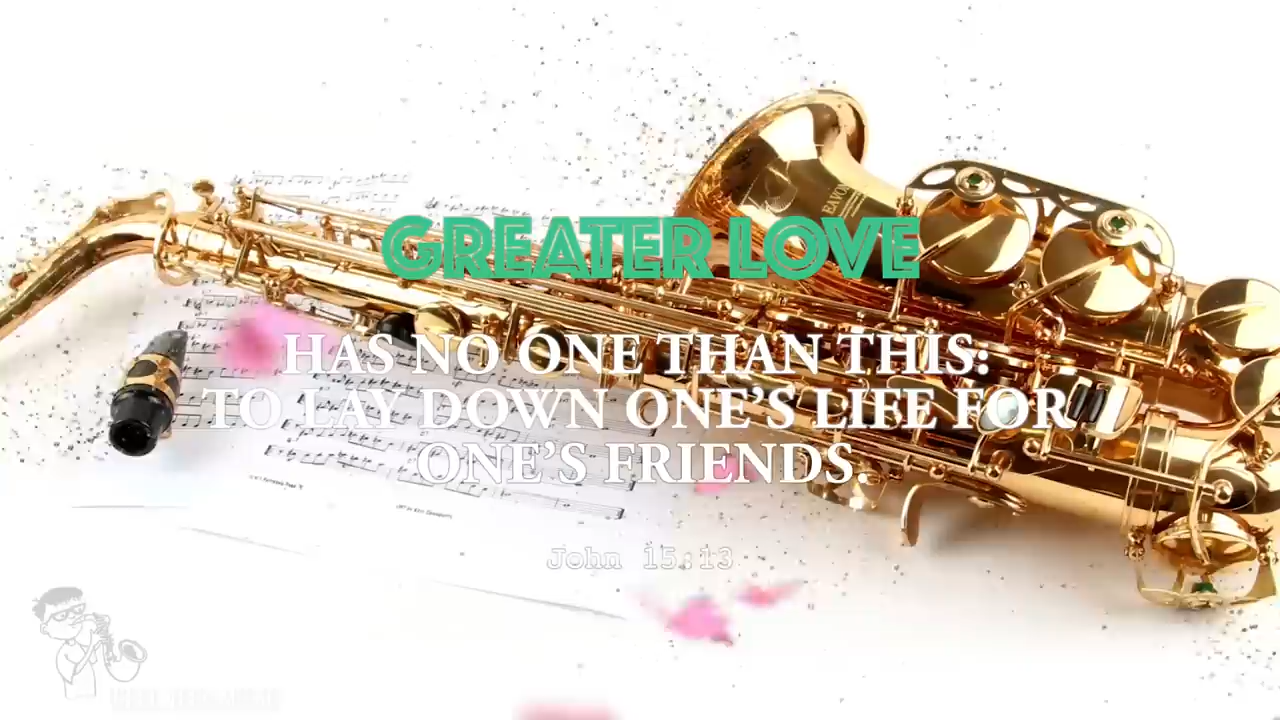 GREATER LOVE
HAS NO ONE THAN THIS:
TO LAY DOWN ONE'S LIFE FOR
ONE'S FRIENDS.
John 15:13